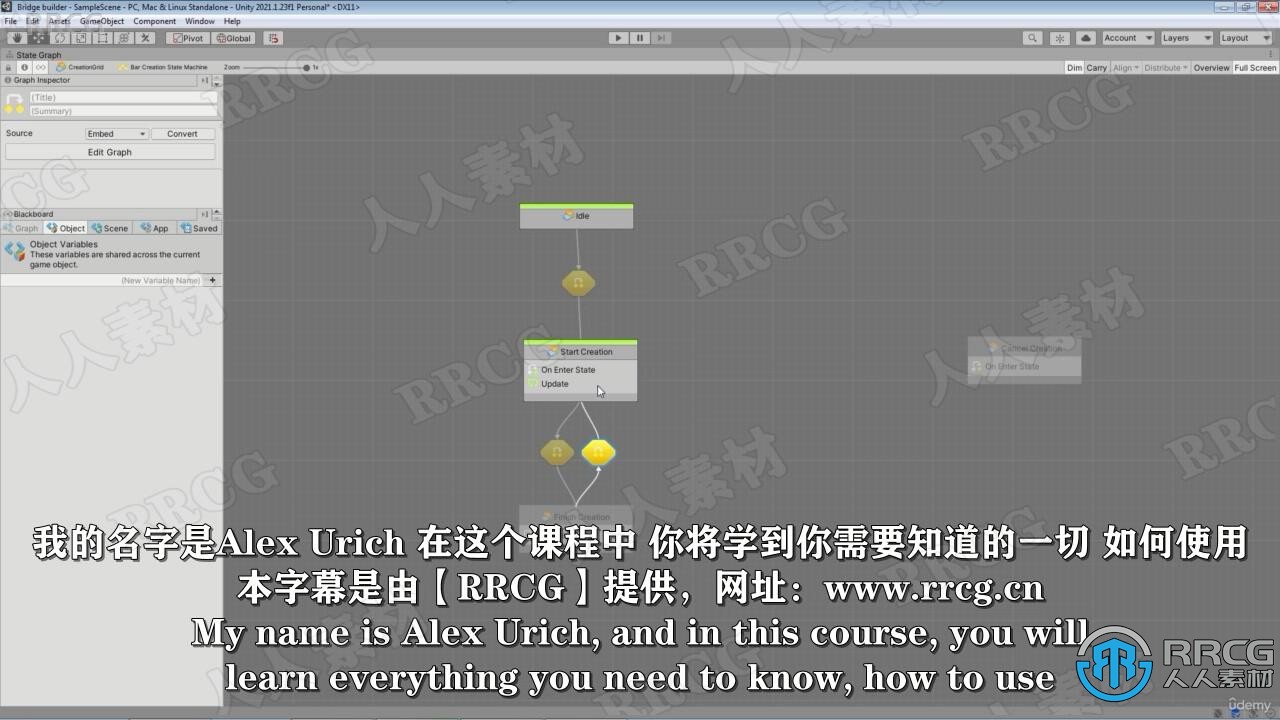 Bridge builder - SampleScene - PC, Mac & Linux Standalone - Unity 2021.1.23f1 Personal* <DX11>
File Edit Assets GameObject Component Window Help
Pivot Global Account Layers Layout
State Graph
CreationGrid Bar Creation State Machine Zoom 1x Dim Carry Align Distribute Overview Full Screen
Graph Inspector
(Title)
(Summary)
Source Embed Convert
Edit Graph
Blackboard
Graph Object Scene App Saved
Object Variables
These variables are shared across the current
game object.
(New Variable Name) +
Idle
Start Creation
On Enter State
Update
Cancel Creation
On Enter State
Finish Creation
我的名字是Alex Urich 在这个课程中 你将学到你需要知道的一切 如何使用
本字幕是由【RRCG】提供，网址：www.rrcg.cn
My name is Alex Urich, and in this course, you will
learn everything you need to know, how to use
RRCG
人人素材
ûdemy